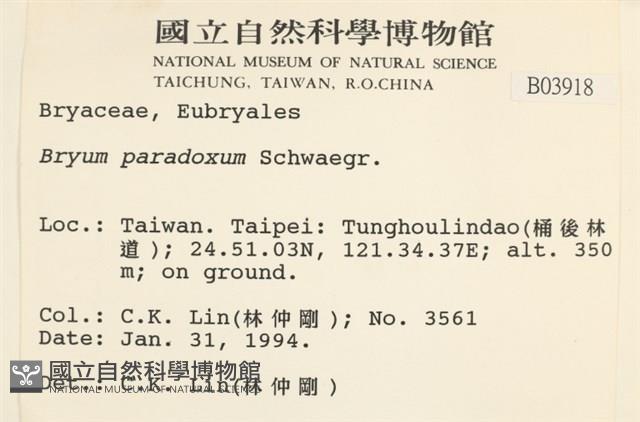 國立自然科學博物館
NATIONAL MUSEUM OF NATURAL SCIENCE
TAICHUNG, TAIWAN, R.O.CHINA
B03918
Bryaceae, Eubryales
Bryum paradoxum Schwaegr.
Loc.: Taiwan. Taipei: Tunghoulindao(桶後林
道); 24.51.03N, 121.34.37E; alt. 350
m; on ground.
Col.: C.K. Lin(林仲剛); No. 3561
Date: Jan. 31, 1994.
國立自然科學博物館
NATIONAL MUSEUM OF NATURAL SCIENCE
Det.: C.K. Lin(林仲剛)